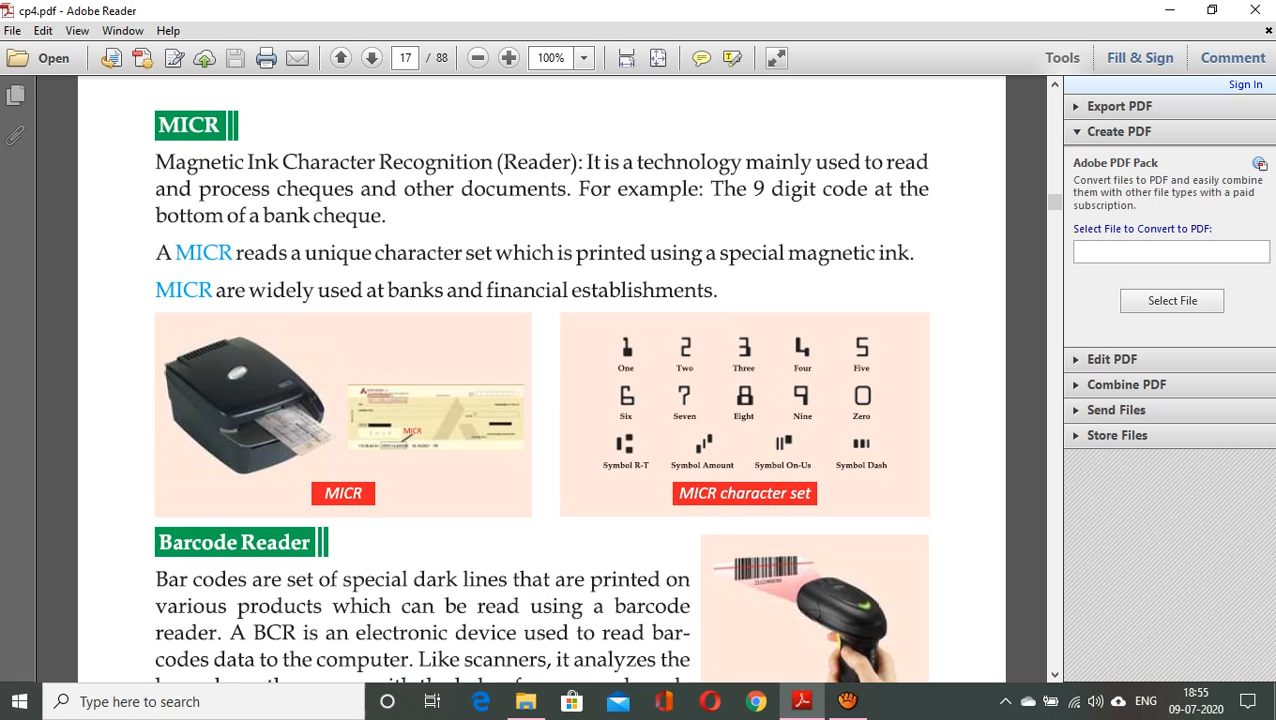 cp4.pdf - Adobe Reader
File Edit View Window Help
Open 17 / 88 100% Tools Fill & Sign Comment
Sign In
Export PDF
Create PDF
Adobe PDF Pack
Convert files to PDF and easily combine
them with other file types with a paid
subscription.
Select File to Convert to PDF:
Select File
Edit PDF
Combine PDF
Send Files
Store Files
MICR
Magnetic Ink Character Recognition (Reader): It is a technology mainly used to read
and process cheques and other documents. For example: The 9 digit code at the
bottom of a bank cheque.
A MICR reads a unique character set which is printed using a special magnetic ink.
MICR are widely used at banks and financial establishments.
MICR
MICR
1 2 3 4 5
One Two Three Four Five
6 7 8 9 0
Six Seven Eight Nine Zero
Symbol R-T Symbol Amount Symbol On-Us Symbol Dash
MICR character set
Barcode Reader
Bar codes are set of special dark lines that are printed on
various products which can be read using a barcode
reader. A BCR is an electronic device used to read bar-
codes data to the computer. Like scanners, it analyzes the
Type here to search
ENG
18:55
09-07-2020